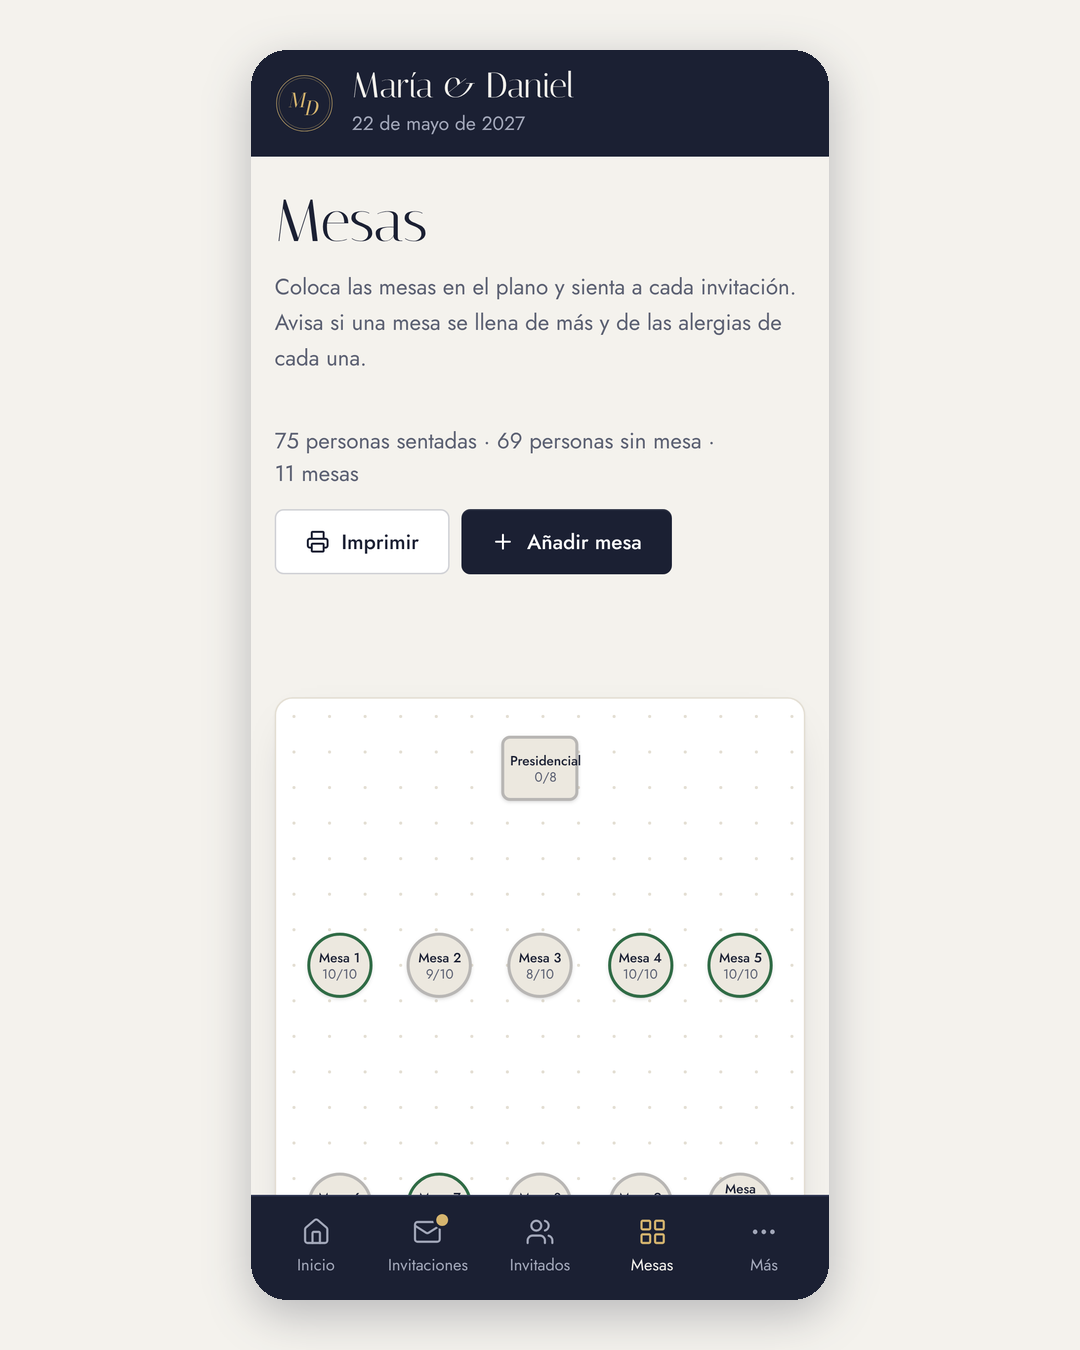 MD
María & Daniel
22 de mayo de 2027
Mesas
Coloca las mesas en el plano y sienta a cada invitación.
Avisa si una mesa se llena de más y de las alergias de
cada una.
75 personas sentadas · 69 personas sin mesa ·
11 mesas
Imprimir
Añadir mesa
Presidencial
0/8
Mesa 1
10/10
Mesa 2
9/10
Mesa 3
8/10
Mesa 4
10/10
Mesa 5
10/10
Mesa
Inicio
Invitaciones
Invitados
Mesas
Más